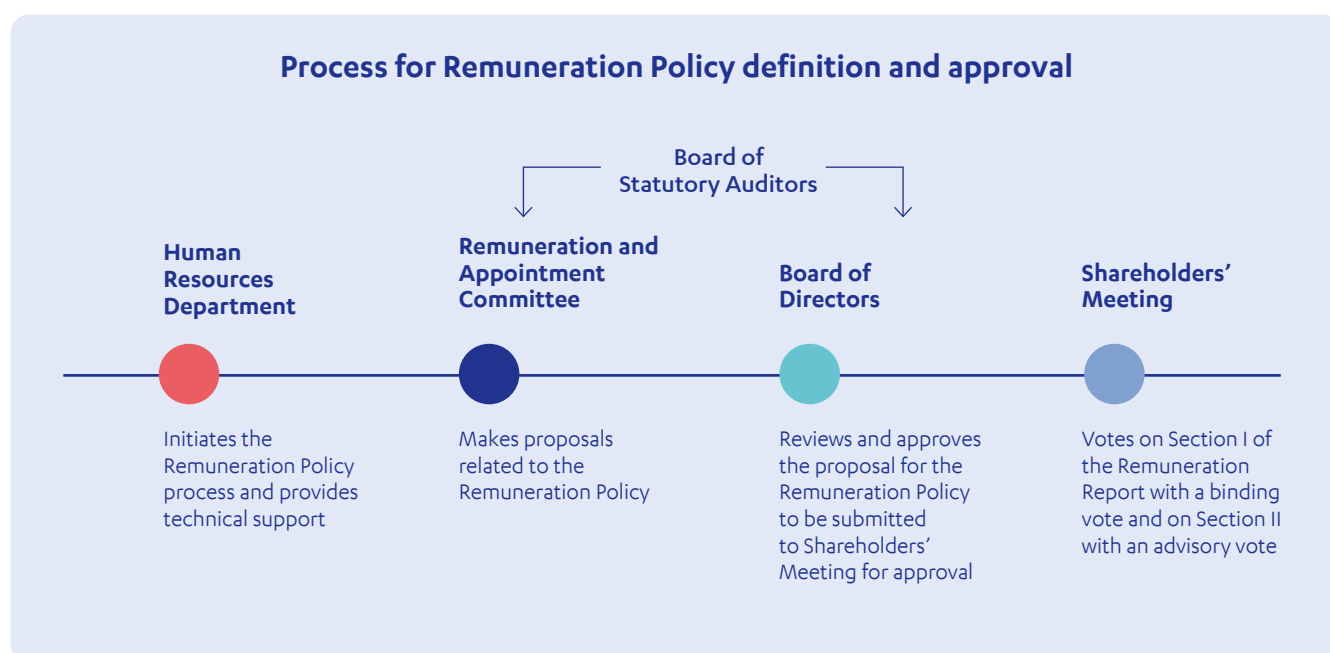 Process for Remuneration Policy definition and approval
Board of
Statutory Auditors
Human
Resources
Department
Remuneration and
Appointment
Committee
Board of
Directors
Shareholders’
Meeting
Initiates the
Remuneration Policy
process and provides
technical support
Makes proposals
related to the
Remuneration Policy
Reviews and approves
the proposal for the
Remuneration Policy
to be submitted
to Shareholders’
Meeting for approval
Votes on Section I of
the Remuneration
Report with a binding
vote and on Section II
with an advisory vote